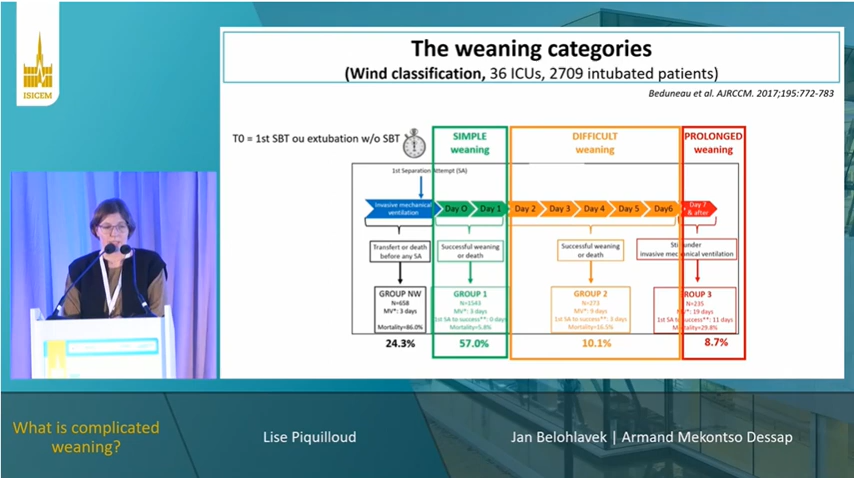 ISICEM
The weaning categories
(Wind classification, 36 ICUs, 2709 intubated patients)
Beduneau et al. AJRCCM. 2017;195:772-783
T0 = 1st SBT ou extubation w/o SBT
SIMPLE
weaning
DIFFICULT
weaning
PROLONGED
weaning
1st Separation Attempt (SA)
Invasive mechanical
ventilation
Day 0
Day 1
Day 2
Day 3
Day 4
Day 5
Day6
Day 7
& after
Transfert or death
before any SA
Successful weaning
or death
Successful weaning
or death
Still under
invasive mechanical ventilation
GROUP NW
N=658
MV*: 3 days
Mortality=86.0%
GROUP 1
N=1543
MV*: 3 days
1st SA to success**: 0 days
Mortality=5.8%
GROUP 2
N=273
MV*: 9 days
1st SA to success**: 3 days
Mortality=16.5%
GROUP 3
N=235
MV*: 19 days
1st SA to success**: 11 days
Mortality=29.8%
24.3%
57.0%
10.1%
8.7%
What is complicated
weaning?
Lise Piquilloud
Jan Belohlavek | Armand Mekontso Dessap